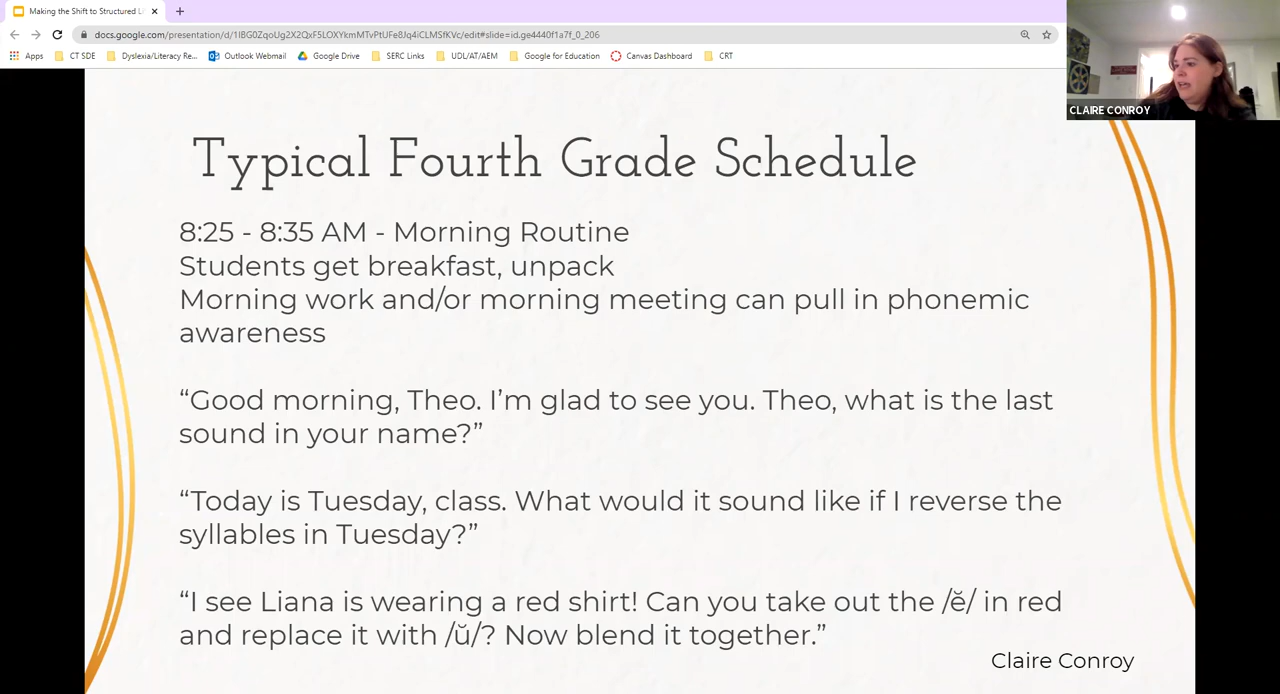 Making the Shift to Structured Li
docs.google.com/presentation/d/1IBG0ZqoUg2X2QxF5LOXYkmMTvPtUFe8Jq4iCLMSfKVc/edit#slide=id.ge4440f1a7f_0_206
Apps CT SDE Dyslexia/Literacy Re... Outlook Webmail Google Drive SERC Links UDL/AT/AEM Google for Education Canvas Dashboard CRT
CLAIRE CONROY
Typical Fourth Grade Schedule
8:25 - 8:35 AM - Morning Routine
Students get breakfast, unpack
Morning work and/or morning meeting can pull in phonemic
awareness
“Good morning, Theo. I’m glad to see you. Theo, what is the last
sound in your name?”
“Today is Tuesday, class. What would it sound like if I reverse the
syllables in Tuesday?”
“I see Liana is wearing a red shirt! Can you take out the /ĕ/ in red
and replace it with /ŭ/? Now blend it together.”
Claire Conroy